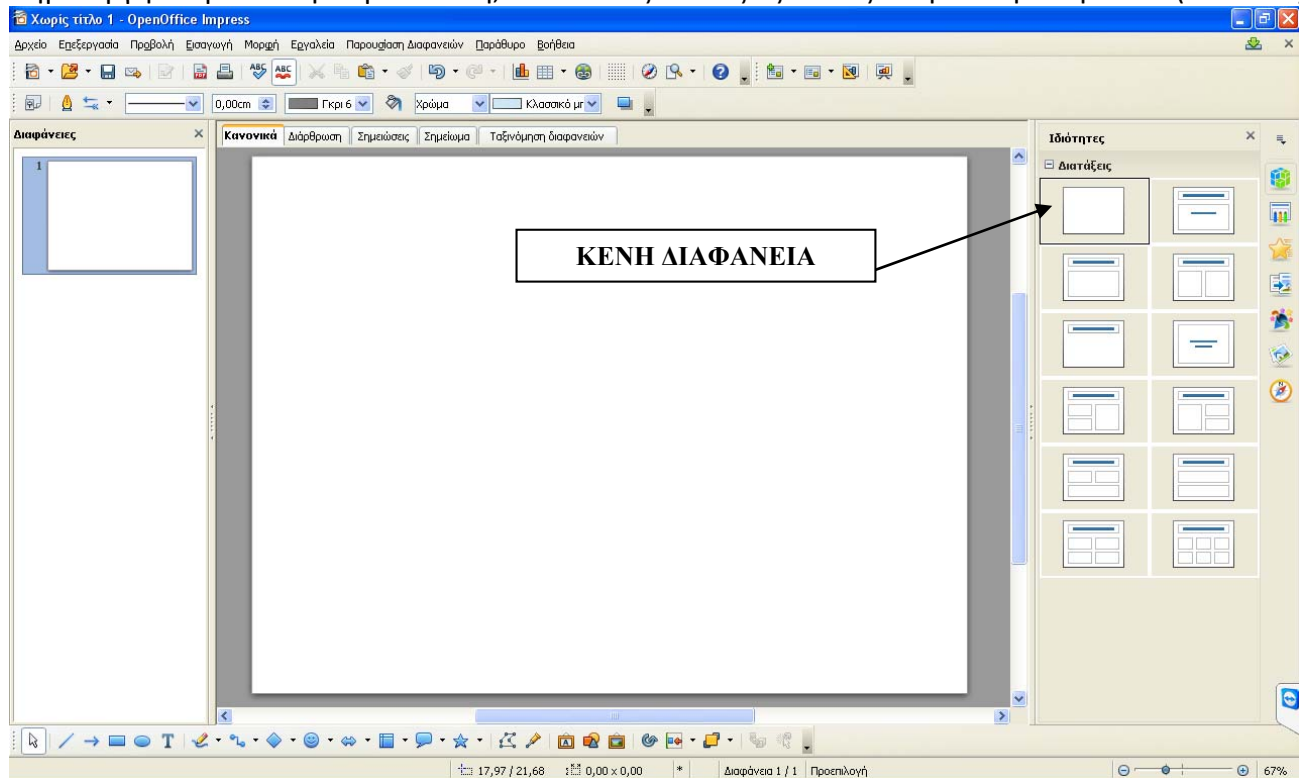 Χωρίς τίτλο 1 - OpenOffice Impress
Αρχείο Επεξεργασία Προβολή Εισαγωγή Μορφή Εργαλεία Παρουσίαση Διαφανειών Παράθυρο Βοήθεια
0,00cm Γκρι 6 Χρώμα Κλασσικό μπ
Διαφάνειες
Κανονικά Διάρθρωση Σημειώσεις Σημείωμα Ταξινόμηση διαφανειών
Ιδιότητες
Διατάξεις
1
ΚΕΝΗ ΔΙΑΦΑΝΕΙΑ
17,97 / 21,68 0,00 x 0,00 * Διαφάνεια 1 / 1 Προεπιλογή 67%